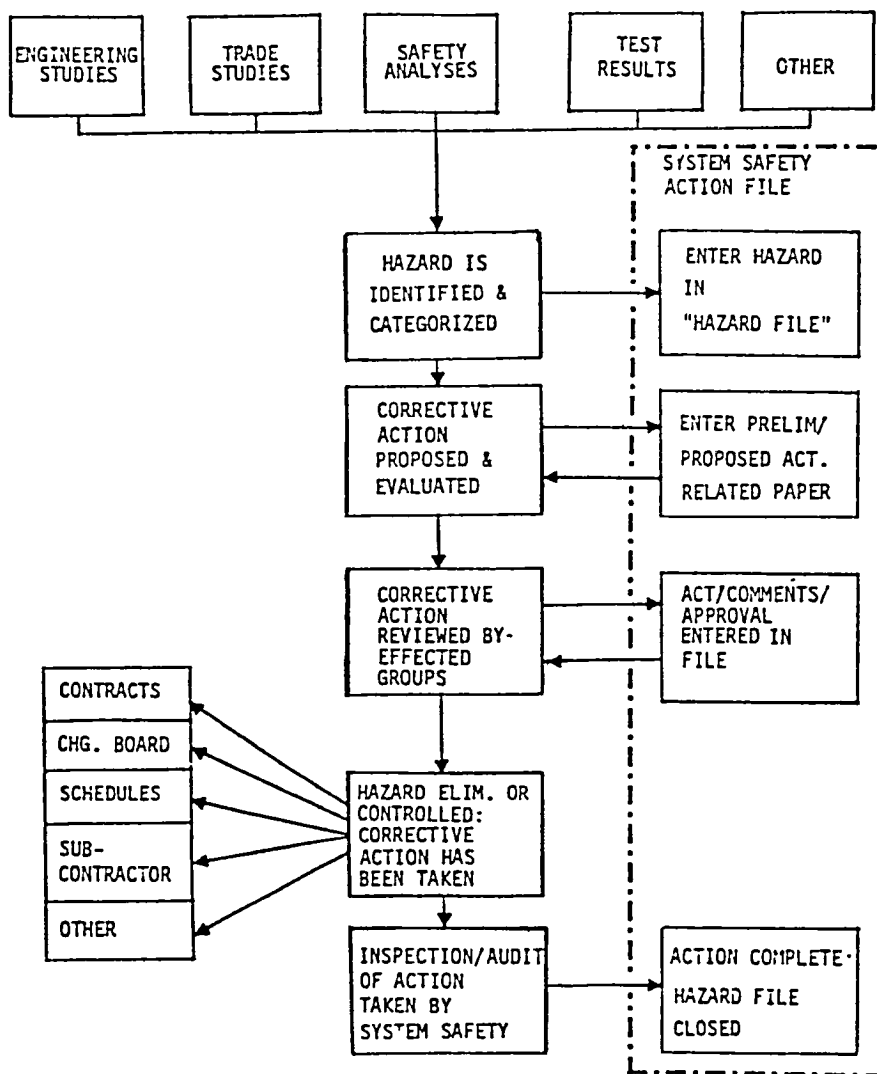 ENGINEERING
STUDIES
TRADE
STUDIES
SAFETY
ANALYSES
TEST
RESULTS
OTHER
SYSTEM SAFETY
ACTION FILE
HAZARD IS
IDENTIFIED &
CATEGORIZED
ENTER HAZARD
IN
"HAZARD FILE"
CORRECTIVE
ACTION
PROPOSED &
EVALUATED
ENTER PRELIM/
PROPOSED ACT.
RELATED PAPER
CORRECTIVE
ACTION
REVIEWED BY-
EFFECTED
GROUPS
ACT/COMMENTS/
APPROVAL
ENTERED IN
FILE
CONTRACTS
CHG. BOARD
SCHEDULES
SUB-
CONTRACTOR
OTHER
HAZARD ELIM. OR
CONTROLLED:
CORRECTIVE
ACTION HAS
BEEN TAKEN
INSPECTION/AUDIT
OF ACTION
TAKEN BY
SYSTEM SAFETY
ACTION COMPLETE·
HAZARD FILE
CLOSED